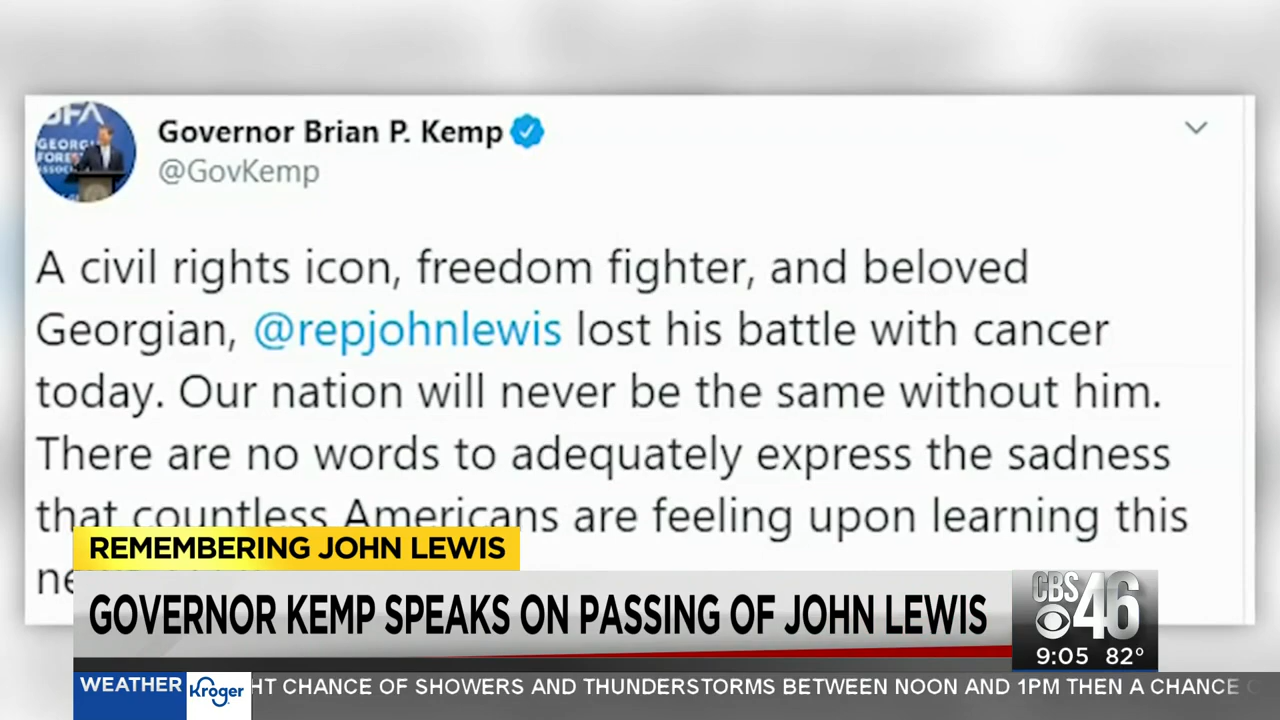 Governor Brian P. Kemp
@GovKemp
A civil rights icon, freedom fighter, and beloved
Georgian, @repjohnlewis lost his battle with cancer
today. Our nation will never be the same without him.
There are no words to adequately express the sadness
that countless Americans are feeling upon learning this
REMEMBERING JOHN LEWIS
GOVERNOR KEMP SPEAKS ON PASSING OF JOHN LEWIS
CBS 46
9:05 82°
WEATHER Kroger HT CHANCE OF SHOWERS AND THUNDERSTORMS BETWEEN NOON AND 1PM THEN A CHANCE